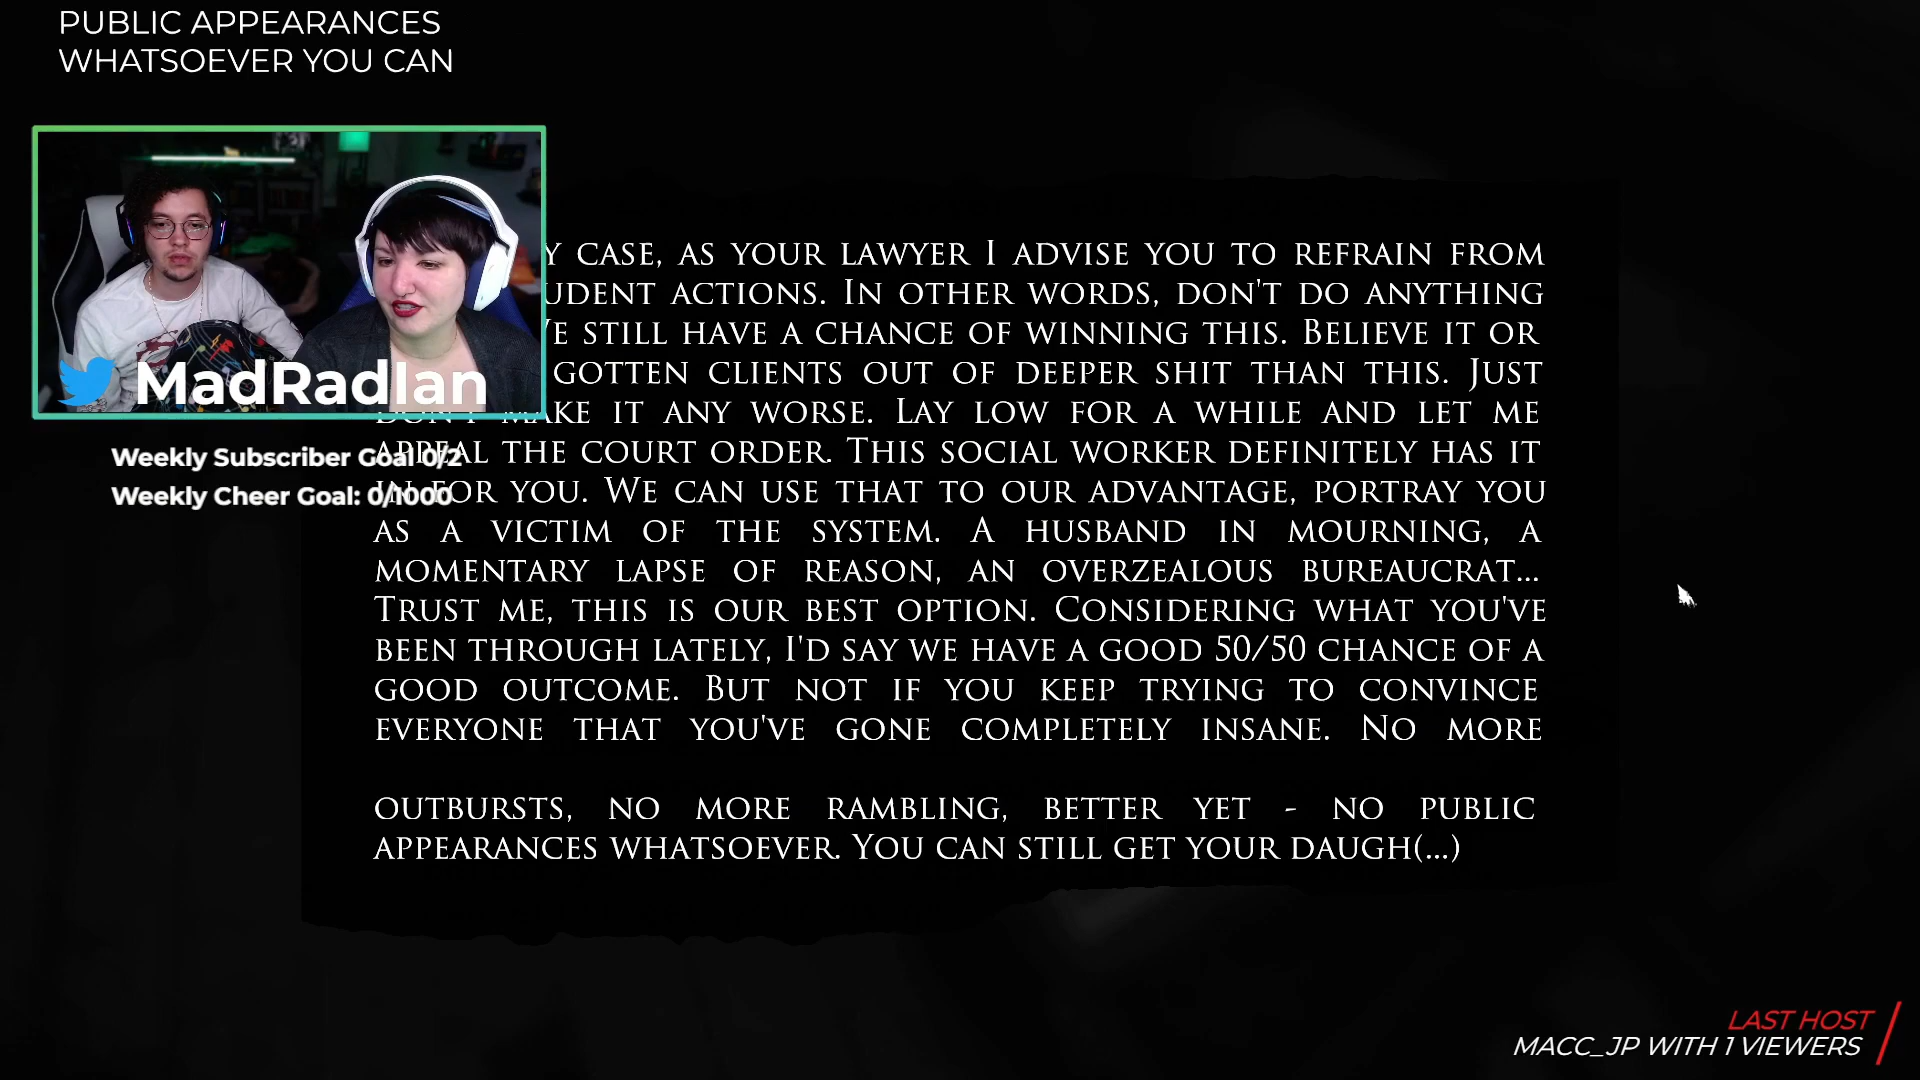 PUBLIC APPEARANCES
WHATSOEVER YOU CAN
MadRadIan
Weekly Subscriber Goal 0/2
Weekly Cheer Goal: 0/1000
Y CASE, AS YOUR LAWYER I ADVISE YOU TO REFRAIN FROM
UDENT ACTIONS. IN OTHER WORDS, DON'T DO ANYTHING
STILL HAVE A CHANCE OF WINNING THIS. BELIEVE IT OR
GOTTEN CLIENTS OUT OF DEEPER SHIT THAN THIS. JUST
DON'T MAKE IT ANY WORSE. LAY LOW FOR A WHILE AND LET ME
APPEAL THE COURT ORDER. THIS SOCIAL WORKER DEFINITELY HAS IT
IN FOR YOU. WE CAN USE THAT TO OUR ADVANTAGE, PORTRAY YOU
AS A VICTIM OF THE SYSTEM. A HUSBAND IN MOURNING, A
MOMENTARY LAPSE OF REASON, AN OVERZEALOUS BUREAUCRAT...
TRUST ME, THIS IS OUR BEST OPTION. CONSIDERING WHAT YOU'VE
BEEN THROUGH LATELY, I'D SAY WE HAVE A GOOD 50/50 CHANCE OF A
GOOD OUTCOME. BUT NOT IF YOU KEEP TRYING TO CONVINCE
EVERYONE THAT YOU'VE GONE COMPLETELY INSANE. NO MORE
OUTBURSTS, NO MORE RAMBLING, BETTER YET - NO PUBLIC
APPEARANCES WHATSOEVER. YOU CAN STILL GET YOUR DAUGH(...)
LAST HOST
MACC_JP WITH 1 VIEWERS